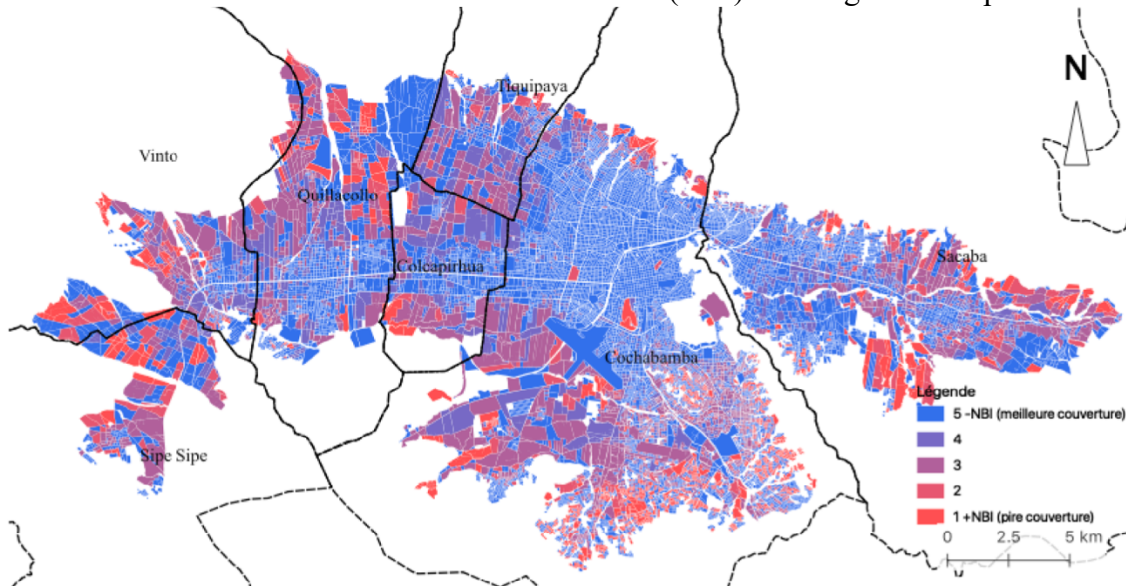 Tiquipaya
N
Vinto
Quillacollo
Sacaba
Colcapirhua
Cochabamba
Légende
5 -NBI (meilleure couverture)
4
3
2
1 +NBI (pire couverture)
Sipe Sipe
0 2.5 5 km